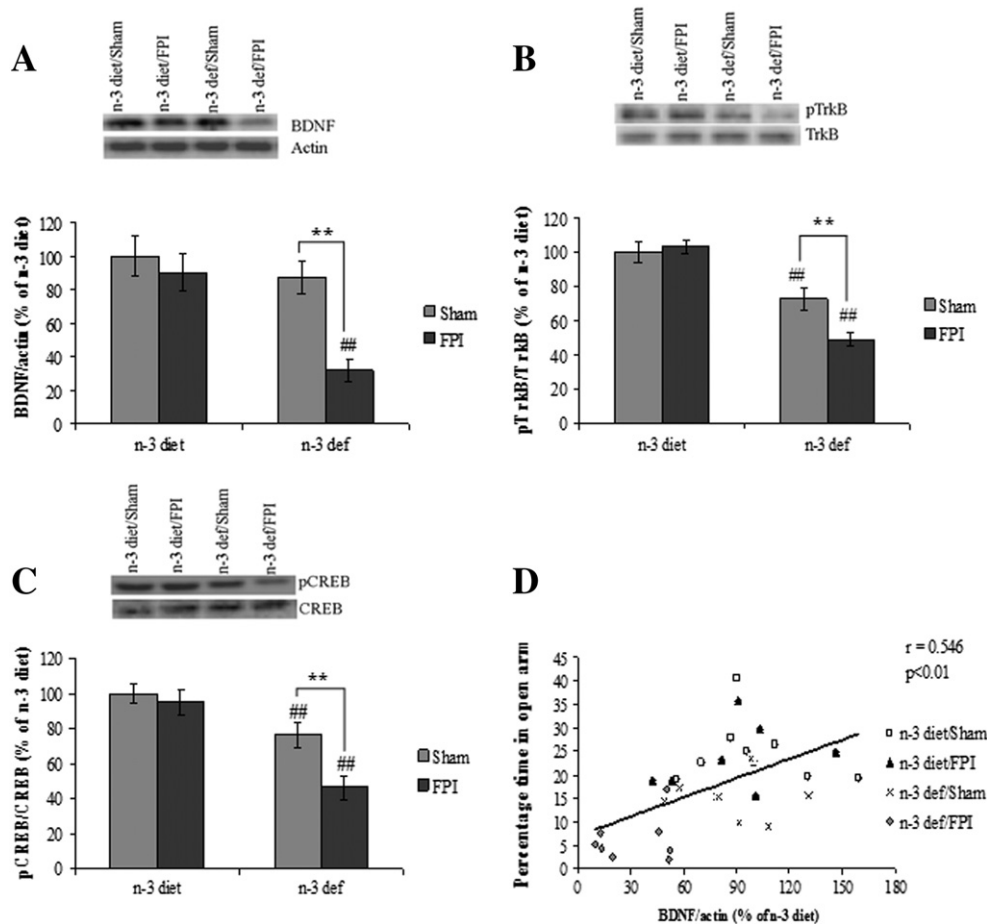 A
n-3 diet/Sham
n-3 diet/FPI
n-3 def/Sham
n-3 def/FPI
BDNF
Actin
BDNF/actin (% of n-3 diet)
120
100
80
60
40
20
0
**
##
n-3 diet
n-3 def
Sham
FPI
B
n-3 diet/Sham
n-3 diet/FPI
n-3 def/Sham
n-3 def/FPI
pTrkB
TrkB
pTrkB/TrkB (% of n-3 diet)
120
100
80
60
40
20
0
**
##
##
n-3 diet
n-3 def
Sham
FPI
C
n-3 diet/Sham
n-3 diet/FPI
n-3 def/Sham
n-3 def/FPI
pCREB
CREB
pCREB/CREB (% of n-3 diet)
120
100
80
60
40
20
0
**
##
##
n-3 diet
n-3 def
Sham
FPI
D
r = 0.546
p<0.01
Percentage time in open arm
45
40
35
30
25
20
15
10
5
0
0
30
60
90
120
150
180
BDNF/actin (% of n-3 diet)
n-3 diet/Sham
n-3 diet/FPI
n-3 def/Sham
n-3 def/FPI